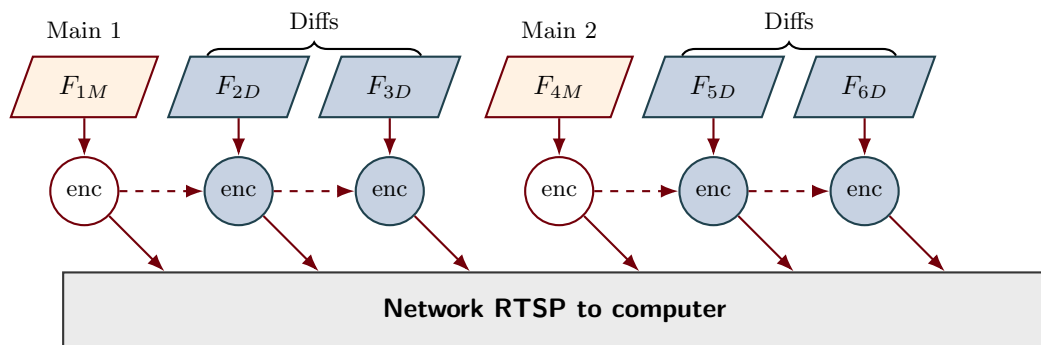 Main 1
Diffs
Main 2
Diffs
F1M
F2D
F3D
F4M
F5D
F6D
enc
enc
enc
enc
enc
enc
Network RTSP to computer